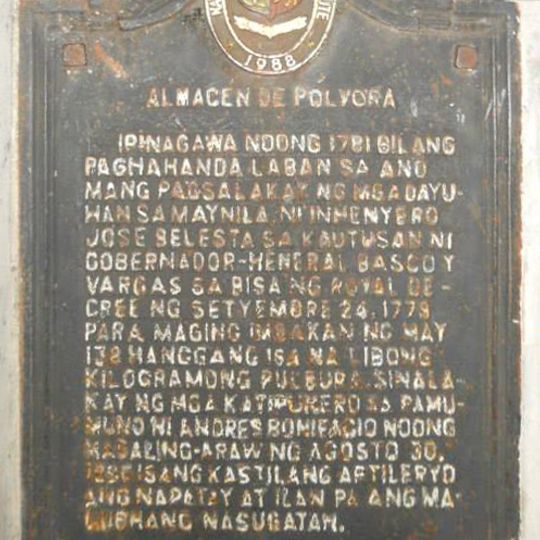 1988
ALMACEN DE POLVORA
IPINAGAWA NOONG 1781 BILANG
PAGHAHANDA LABAN SA ANO
MANG PAGSALAKAY NG MGA DAYU-
HAN SA MAYNILA, NI INHENYERO
JOSE BELESTA SA KAUTUSAN NI
GOBERNADOR-HENERAL BASCO Y
VARGAS SA BISA NG ROYAL DE-
CREE NG SETYEMBRE 24, 1778
PARA MAGING IMBAKAN NG MAY
138 HANGGANG ISA NA LIBONG
KILOGRAMONG PULBURA. SINALA-
KAY NG MGA KATIPUNERO SA PAMU-
MUNO NI ANDRES BONIFACIO NOONG
MADALING-ARAW NG AGOSTO 30,
ISANG KASTILANG ARTILERYO
ANG NAPATAY AT ILAN PA ANG MA-
LUBHANG NASUGATAN.